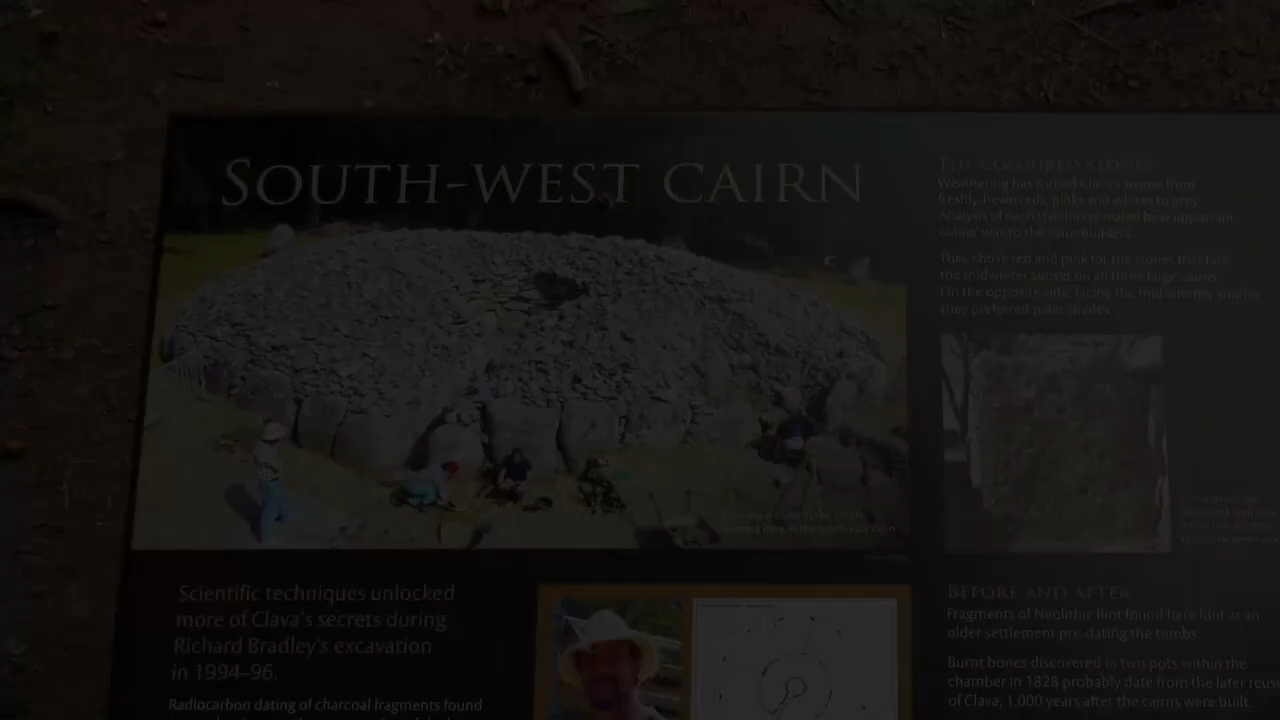 SOUTH-WEST CAIRN
Scientific techniques unlocked
more of Clava's secrets during
Richard Bradley's excavation
in 1994–96.
Radiocarbon dating of charcoal fragments found
THE COLOURED STONES
Weathering has turned Clava's stones from
freshly hewn reds, pinks and whites to grey.
Analysis of each slab has revealed how important
colour was to the cairn builders.
They chose red and pink for the stones that take
the midwinter sunset on all three large cairns.
On the opposite side, facing the midsummer sunrise
they preferred paler shades.
BEFORE AND AFTER
Fragments of Neolithic flint found here hint at an
older settlement pre-dating the tombs.
Burnt bones discovered in two pots within the
chamber in 1828 probably date from the later reuse
of Clava, 1,000 years after the cairns were built.